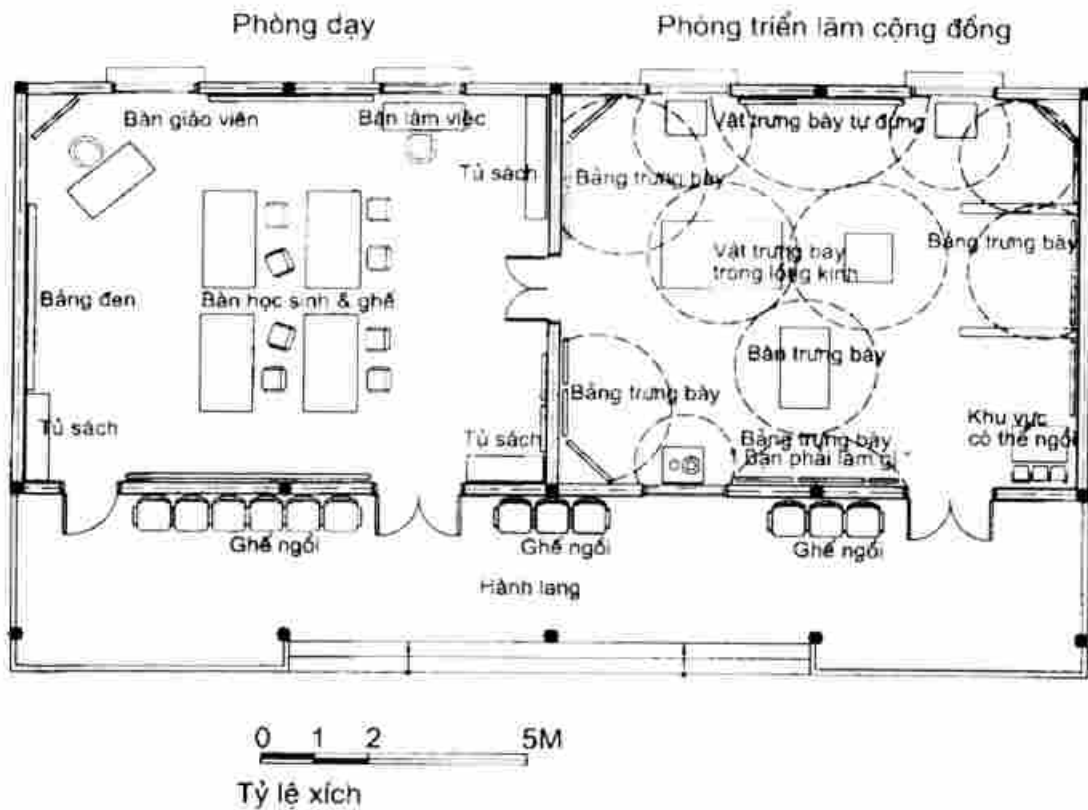 Phòng dạy
Phòng triển lãm cộng đồng
Bàn giáo viên
Bàn làm việc
Tủ sách
Vật trưng bày tự đứng
Bảng trưng bày
Bảng trưng bày
Vật trưng bày
trong lồng kính
Bảng đen
Bàn học sinh & ghế
Bàn trưng bày
Bảng trưng bày
Khu vực
có thể ngồi
Tủ sách
Tủ sách
Bảng trưng bày
Bạn phải làm gì
Ghế ngồi
Ghế ngồi
Ghế ngồi
Hành lang
0 1 2 5M
Tỷ lệ xích